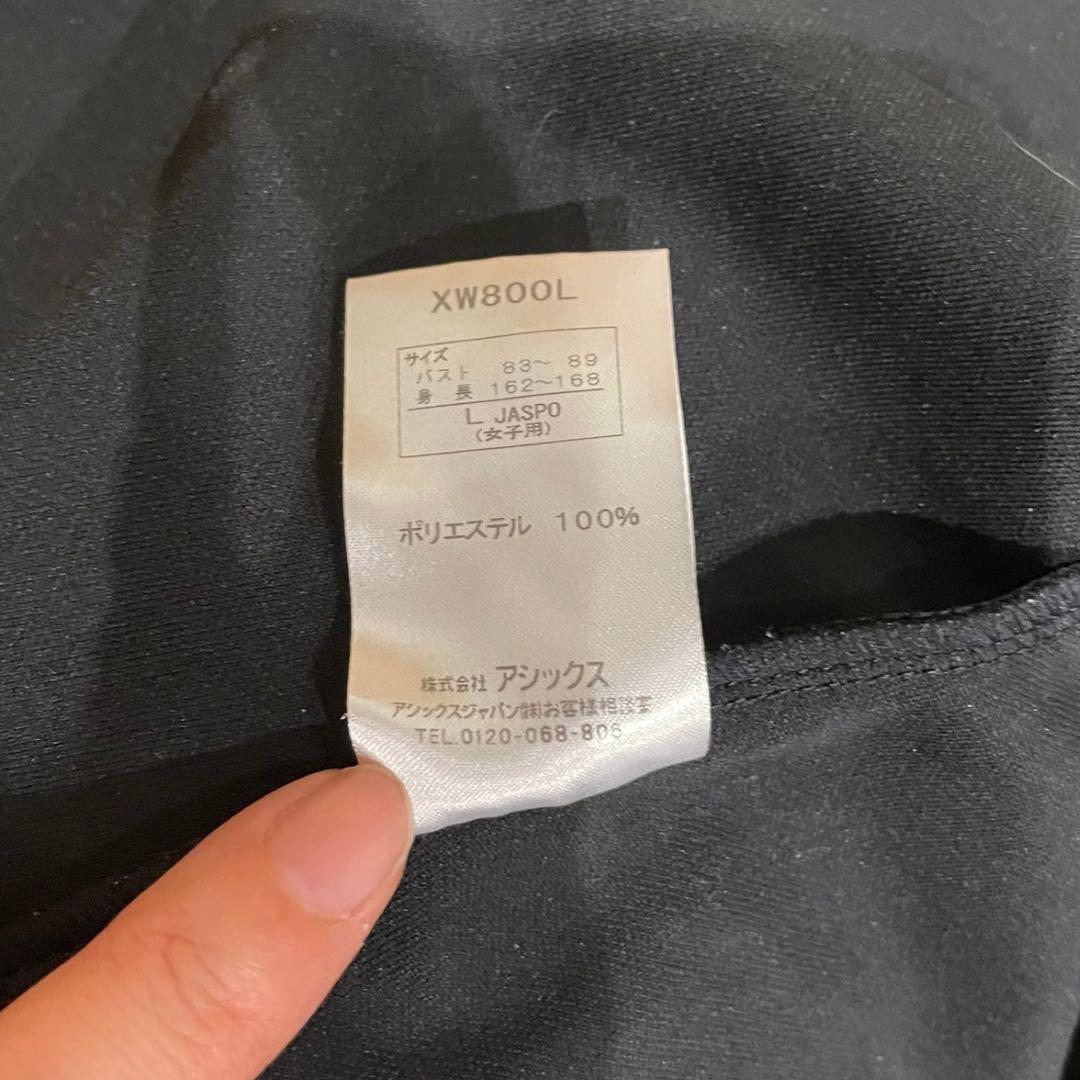 XW800L
サイズ
バスト 83～ 89
身 長 162～168
L JASPO
(女子用)
ポリエステル 100%
株式会社 アシックス
アシックスジャパン㈱お客様相談室
TEL.0120-068-806